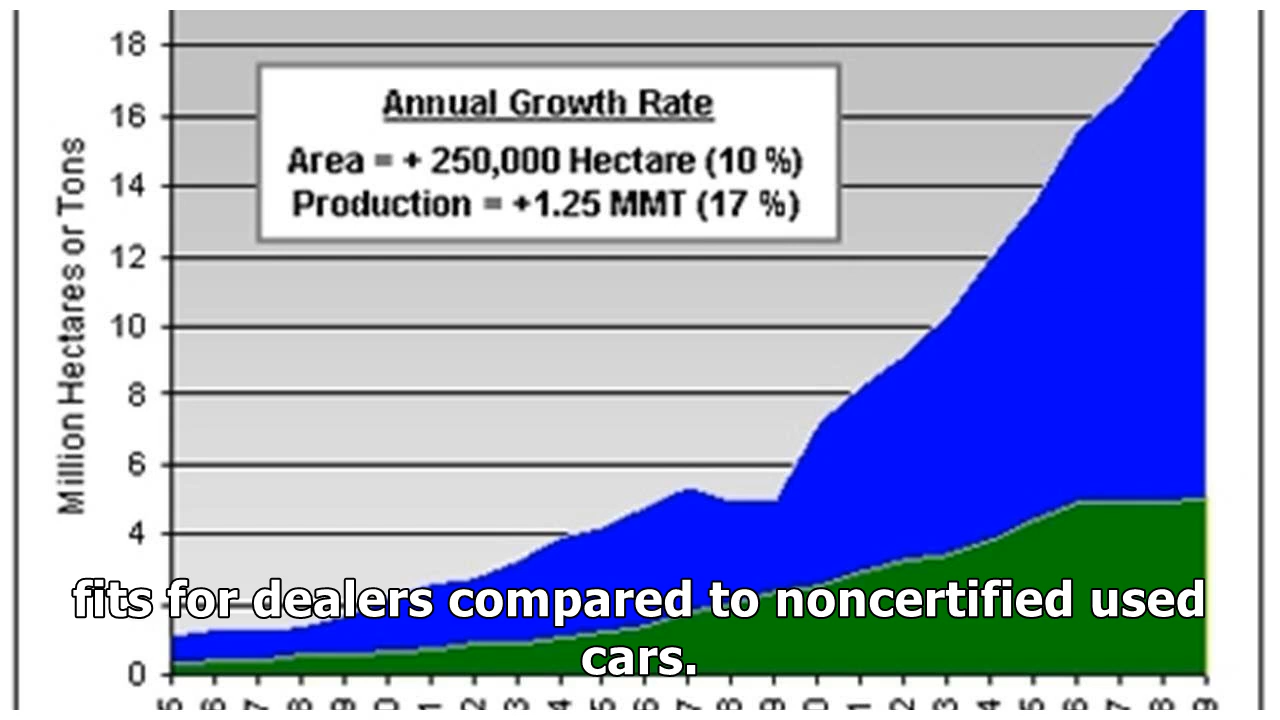 18
Annual Growth Rate
16
Area = + 250,000 Hectare (10 %)
Production = +1.25 MMT (17 %)
14
12
10
8
6
4
0
Million Hectares or Tons
fits for dealers compared to noncertified used
cars.